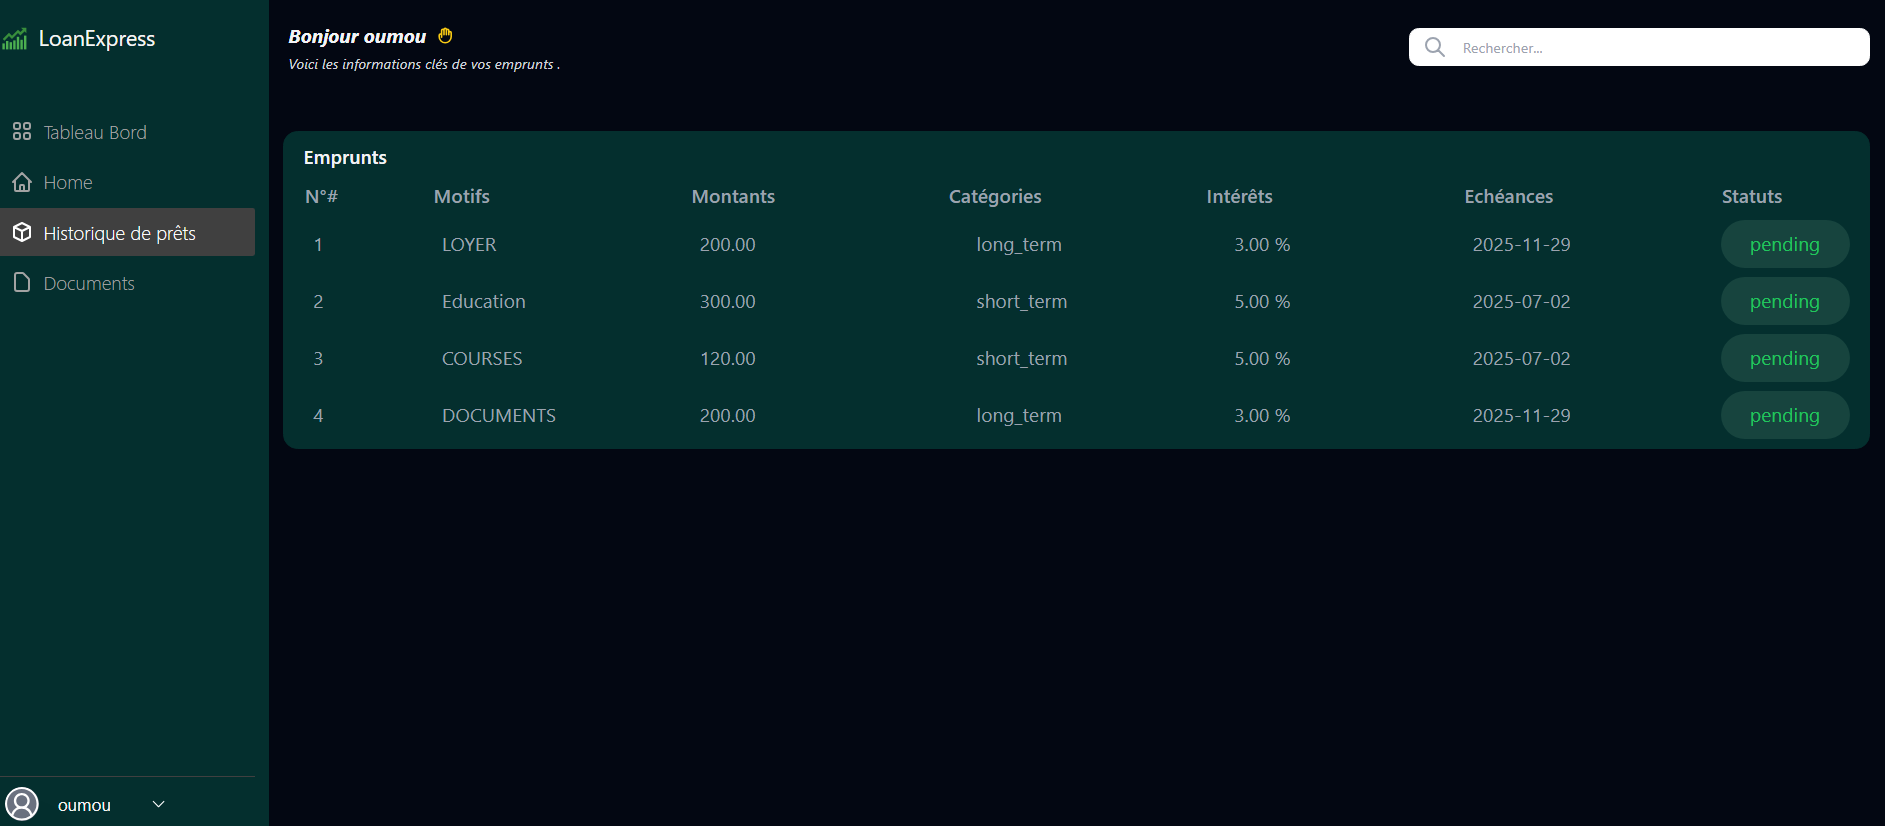 LoanExpress
Tableau Bord
Home
Historique de prêts
Documents
oumou
Bonjour oumou
Voici les informations clés de vos emprunts .
Rechercher...
Emprunts
N°# Motifs Montants Catégories Intérêts Echéances Statuts
1 LOYER 200.00 long_term 3.00 % 2025-11-29 pending
2 Education 300.00 short_term 5.00 % 2025-07-02 pending
3 COURSES 120.00 short_term 5.00 % 2025-07-02 pending
4 DOCUMENTS 200.00 long_term 3.00 % 2025-11-29 pending